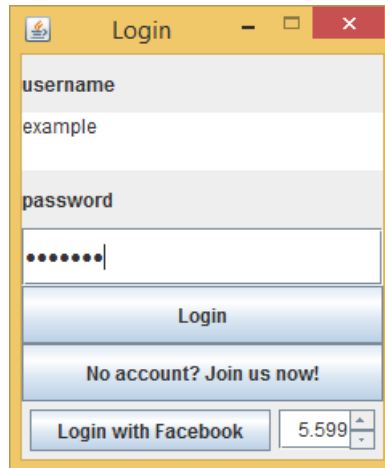 Login
username
example
password
•••••••
Login
No account? Join us now!
Login with Facebook 5.599